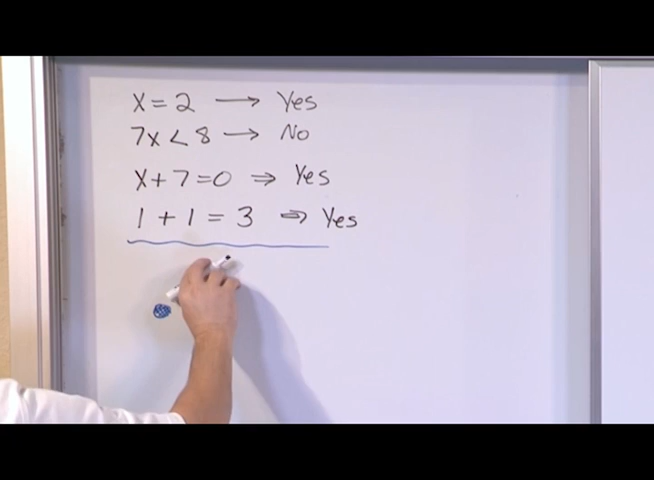 x = 2 → Yes
7x < 8 → No
x + 7 = 0 ⇒ Yes
1 + 1 = 3 ⇒ Yes